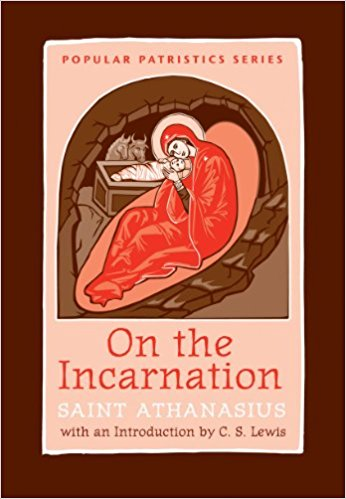 POPULAR PATRISTICS SERIES
On the
Incarnation
SAINT ATHANASIUS
with an Introduction by C. S. Lewis